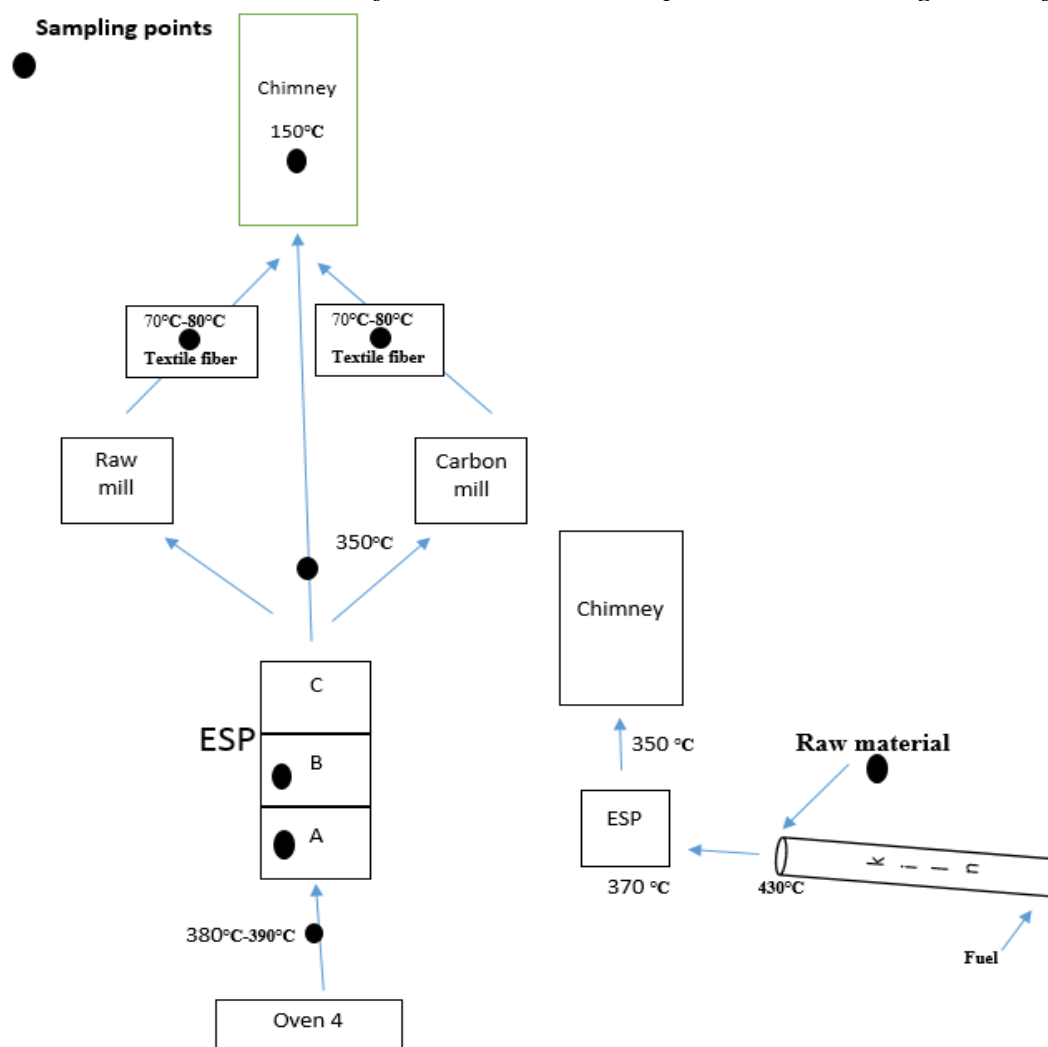 Sampling points
Chimney
150°C
70°C-80°C
Textile fiber
70°C-80°C
Textile fiber
Raw
mill
Carbon
mill
350°C
Chimney
C
ESP
B
A
350 °C
Raw material
ESP
kiln
370 °C
430°C
380°C-390°C
Fuel
Oven 4